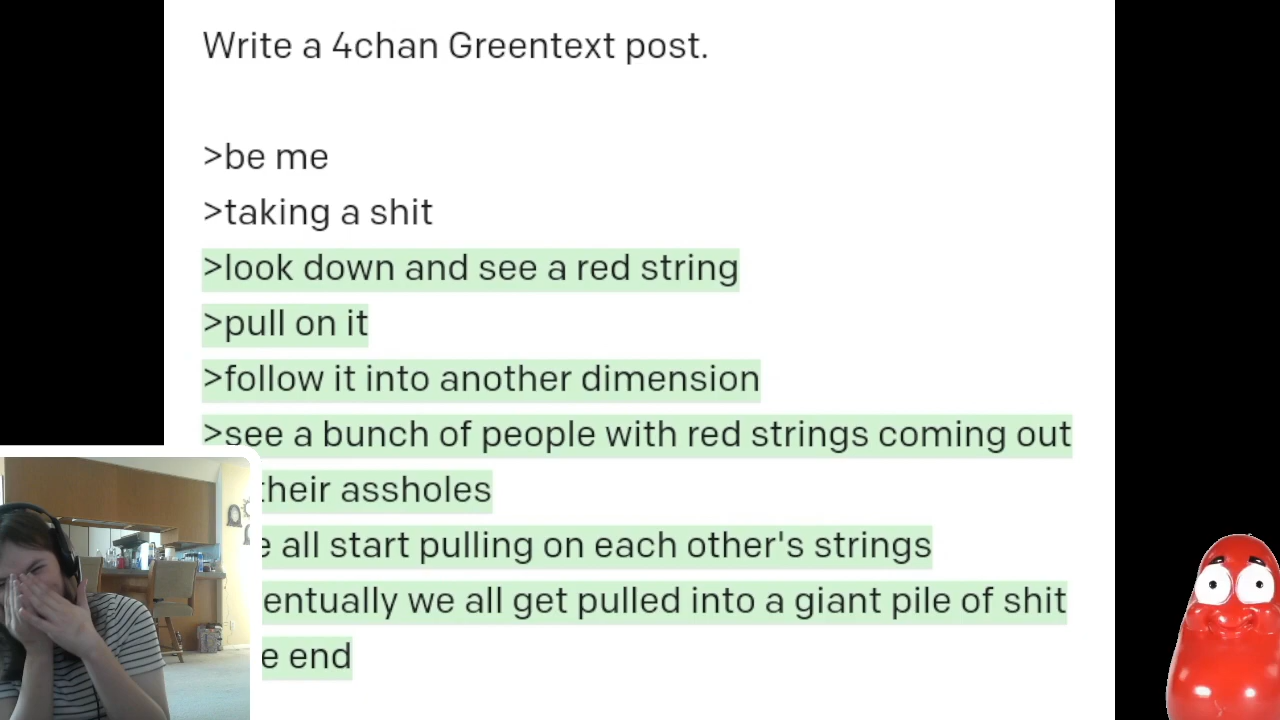 Write a 4chan Greentext post.
>be me
>taking a shit
>look down and see a red string
>pull on it
>follow it into another dimension
>see a bunch of people with red strings coming out
their assholes
e all start pulling on each other's strings
entually we all get pulled into a giant pile of shit
e end